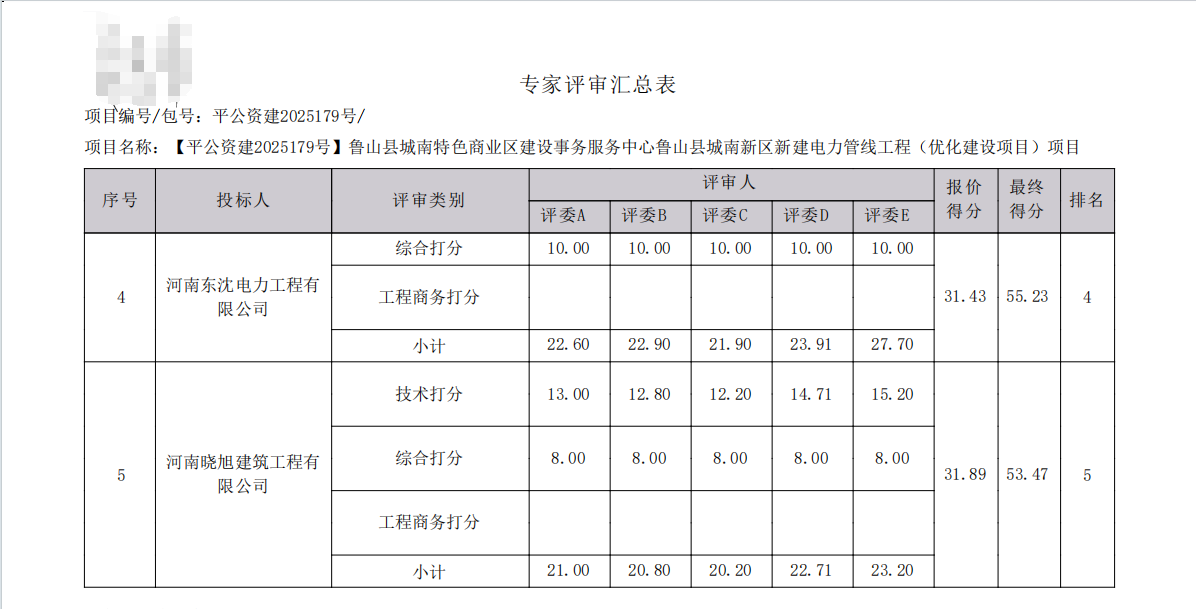 专家评审汇总表
项目编号/包号：平公资建2025179号/
项目名称：【平公资建2025179号】鲁山县城南特色商业区建设事务服务中心鲁山县城南新区新建电力管线工程（优化建设项目）项目
序号 投标人 评审类别 评审人 报价得分 最终得分 排名
评委A 评委B 评委C 评委D 评委E
4 河南东沈电力工程有限公司 综合打分 10.00 10.00 10.00 10.00 10.00 31.43 55.23 4
工程商务打分
小计 22.60 22.90 21.90 23.91 27.70
5 河南晓旭建筑工程有限公司 技术打分 13.00 12.80 12.20 14.71 15.20 31.89 53.47 5
综合打分 8.00 8.00 8.00 8.00 8.00
工程商务打分
小计 21.00 20.80 20.20 22.71 23.20